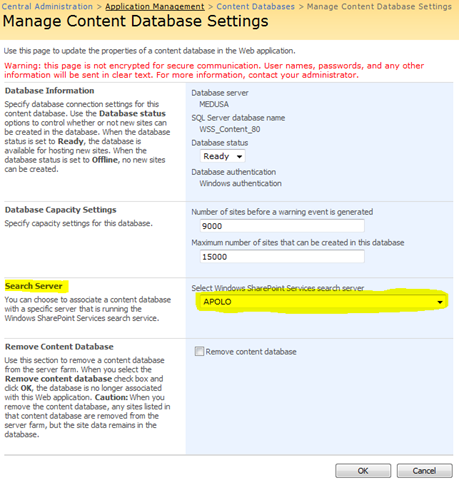 Central Administration > Application Management > Content Databases > Manage Content Database Settings
Manage Content Database Settings
Use this page to update the properties of a content database in the Web application.
Warning: this page is not encrypted for secure communication. User names, passwords, and any other
information will be sent in clear text. For more information, contact your administrator.
Database Information
Specify database connection settings for this
content database. Use the Database status
options to control whether or not new sites can
be created in the database. When the database
status is set to Ready, the database is
available for hosting new sites. When the
database status is set to Offline, no new sites
can be created.
Database server
MEDUSA
SQL Server database name
WSS_Content_80
Database status
Ready
Database authentication
Windows authentication
Database Capacity Settings
Specify capacity settings for this database.
Number of sites before a warning event is generated
9000
Maximum number of sites that can be created in this database
15000
Search Server
You can choose to associate a content database
with a specific server that is running the
Windows SharePoint Services search service.
Select Windows SharePoint Services search server
APOLO
Remove Content Database
Use this section to remove a content database
from the server farm. When you select the
Remove content database check box and
click OK, the database is no longer associated
with this Web application. Caution: When you
remove the content database, any sites listed in
that content database are removed from the
server farm, but the site data remains in the
database.
Remove content database
OK
Cancel